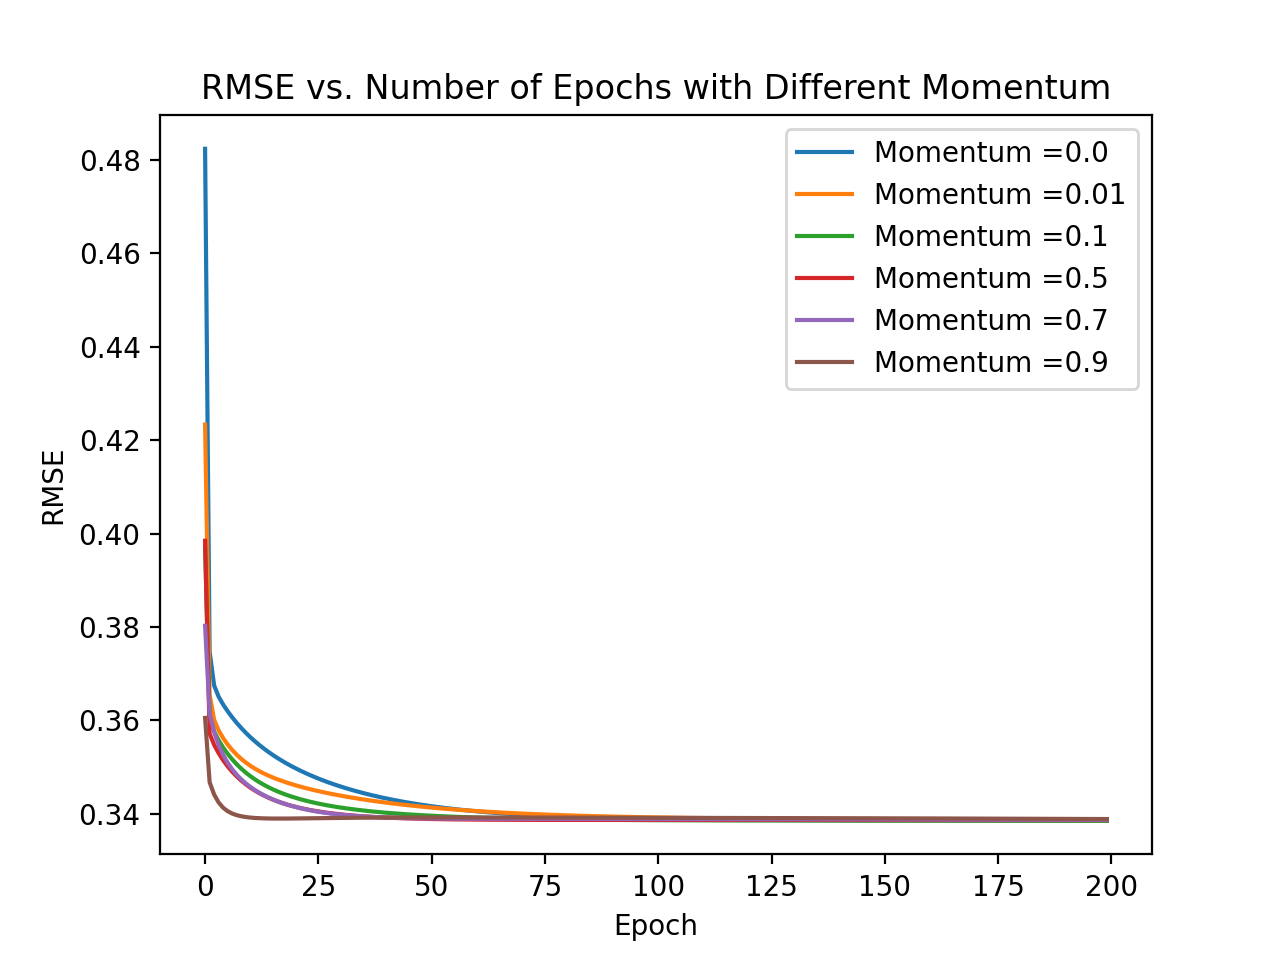 RMSE vs. Number of Epochs with Different Momentum
Momentum =0.0
Momentum =0.01
Momentum =0.1
Momentum =0.5
Momentum =0.7
Momentum =0.9
RMSE
0.48
0.46
0.44
0.42
0.40
0.38
0.36
0.34
0 25 50 75 100 125 150 175 200
Epoch